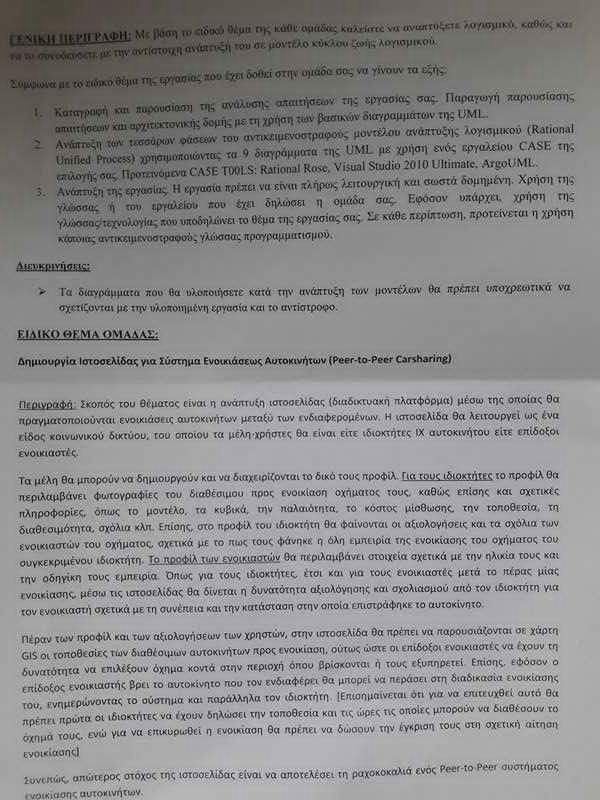 ΓΕΝΙΚΗ ΠΕΡΙΓΡΑΦΗ: Με βάση το ειδικό θέμα της κάθε ομάδας καλείστε να αναπτύξετε λογισμικό, καθώς και
να το συνοδεύσετε με την αντίστοιχη ανάπτυξή του σε μοντέλο κύκλου ζωής λογισμικού.
Σύμφωνα με το ειδικό θέμα της εργασίας που έχει δοθεί στην ομάδα σας να γίνουν τα εξής:
1. Καταγραφή και παρουσίαση της ανάλυσης απαιτήσεων της εργασίας σας. Παραγωγή παρουσίασης
απαιτήσεων και αρχιτεκτονικής δομής με τη χρήση των βασικών διαγραμμάτων της UML.
2. Ανάπτυξη των τεσσάρων φάσεων του αντικειμενοστραφούς μοντέλου ανάπτυξης λογισμικού (Rational
Unified Process) χρησιμοποιώντας τα 9 διαγράμματα της UML με χρήση ενός εργαλείου CASE της
επιλογής σας. Προτεινόμενα CASE T00LS: Rational Rose, Visual Studio 2010 Ultimate, ArgoUML.
3. Ανάπτυξη της εργασίας. Η εργασία πρέπει να είναι πλήρως λειτουργική και σωστά δομημένη. Χρήση της
γλώσσας ή του εργαλείου που έχει δηλώσει η ομάδα σας. Εφόσον υπάρχει, χρήση της
γλώσσας/τεχνολογίας που υποδηλώνει το θέμα της εργασίας σας. Σε κάθε περίπτωση, προτείνεται η χρήση
κάποιας αντικειμενοστραφούς γλώσσας προγραμματισμού.
Διευκρινήσεις:
➢ Τα διαγράμματα που θα υλοποιήσετε κατά την ανάπτυξη των μοντέλων θα πρέπει υποχρεωτικά να
σχετίζονται με την υλοποιημένη εργασία και το αντίστροφο.
ΕΙΔΙΚΟ ΘΕΜΑ ΟΜΑΔΑΣ:
Δημιουργία Ιστοσελίδας για Σύστημα Ενοικιάσεως Αυτοκινήτων (Peer-to-Peer Carsharing)
Περιγραφή: Σκοπός του θέματος είναι η ανάπτυξη ιστοσελίδας (διαδικτυακή πλατφόρμα) μέσω της οποίας θα
πραγματοποιούνται ενοικιάσεις αυτοκινήτων μεταξύ των ενδιαφερομένων. Η ιστοσελίδα θα λειτουργεί ως ένα
είδος κοινωνικού δικτύου, του οποίου τα μέλη-χρήστες θα είναι είτε ιδιοκτήτες ΙΧ αυτοκινήτου είτε επίδοξοι
ενοικιαστές.
Τα μέλη θα μπορούν να δημιουργούν και να διαχειρίζονται το δικό τους προφίλ. Για τους ιδιοκτήτες το προφίλ θα
περιλαμβάνει φωτογραφίες του διαθέσιμου προς ενοικίαση οχήματος τους, καθώς επίσης και σχετικές
πληροφορίες, όπως το μοντέλο, τα κυβικά, την παλαιότητα, το κόστος μίσθωσης, την τοποθεσία, τη
διαθεσιμότητα, σχόλια κλπ. Επίσης, στο προφίλ του ιδιοκτήτη θα φαίνονται οι αξιολογήσεις και τα σχόλια των
ενοικιαστών του οχήματος, σχετικά με το πως τους φάνηκε η όλη εμπειρία της ενοικίασης του οχήματος του
συγκεκριμένου ιδιοκτήτη. Το προφίλ των ενοικιαστών θα περιλαμβάνει στοιχεία σχετικά με την ηλικία τους και
την οδηγίκη τους εμπειρία. Όπως για τους ιδιοκτήτες, έτσι και για τους ενοικιαστές μετά το πέρας μίας
ενοικίασης, μέσω τις ιστοσελίδας θα δίνεται η δυνατότητα αξιολόγησης και σχολιασμού από τον ιδιοκτήτη για
τον ενοικιαστή σχετικά με τη συνέπεια και την κατάσταση στην οποία επιστράφηκε το αυτοκίνητο.
Πέραν των προφίλ και των αξιολογήσεων των χρηστών, στην ιστοσελίδα θα πρέπει να παρουσιάζονται σε χάρτη
GIS οι τοποθεσίες των διαθέσιμων αυτοκινήτων προς ενοικίαση, ούτως ώστε οι επίδοξοι ενοικιαστές να έχουν τη
δυνατότητα να επιλέξουν όχημα κοντά στην περιοχή όπου βρίσκονται ή τους εξυπηρετεί. Επίσης, εφόσον ο
επίδοξος ενοικιαστής βρει το αυτοκίνητο που τον ενδιαφέρει θα μπορεί να περάσει στη διαδικασία ενοικίασης
του, ενημερώνοντας το σύστημα και παράλληλα τον ιδιοκτήτη. [Επισημαίνεται ότι για να επιτευχθεί αυτό θα
πρέπει πρώτα οι ιδιοκτήτες να έχουν δηλώσει την τοποθεσία και τις ώρες τις οποίες μπορούν να διαθέσουν το
όχημά τους, ενώ για να επικυρωθεί η ενοικίαση θα πρέπει να δώσουν την έγκριση τους στη σχετική αίτηση
ενοικίασης]
Συνεπώς, απώτερος στόχος της ιστοσελίδας είναι να αποτελέσει τη ραχοκοκαλιά ενός Peer-to-Peer συστήματος
ενοικίασης αυτοκινήτων.